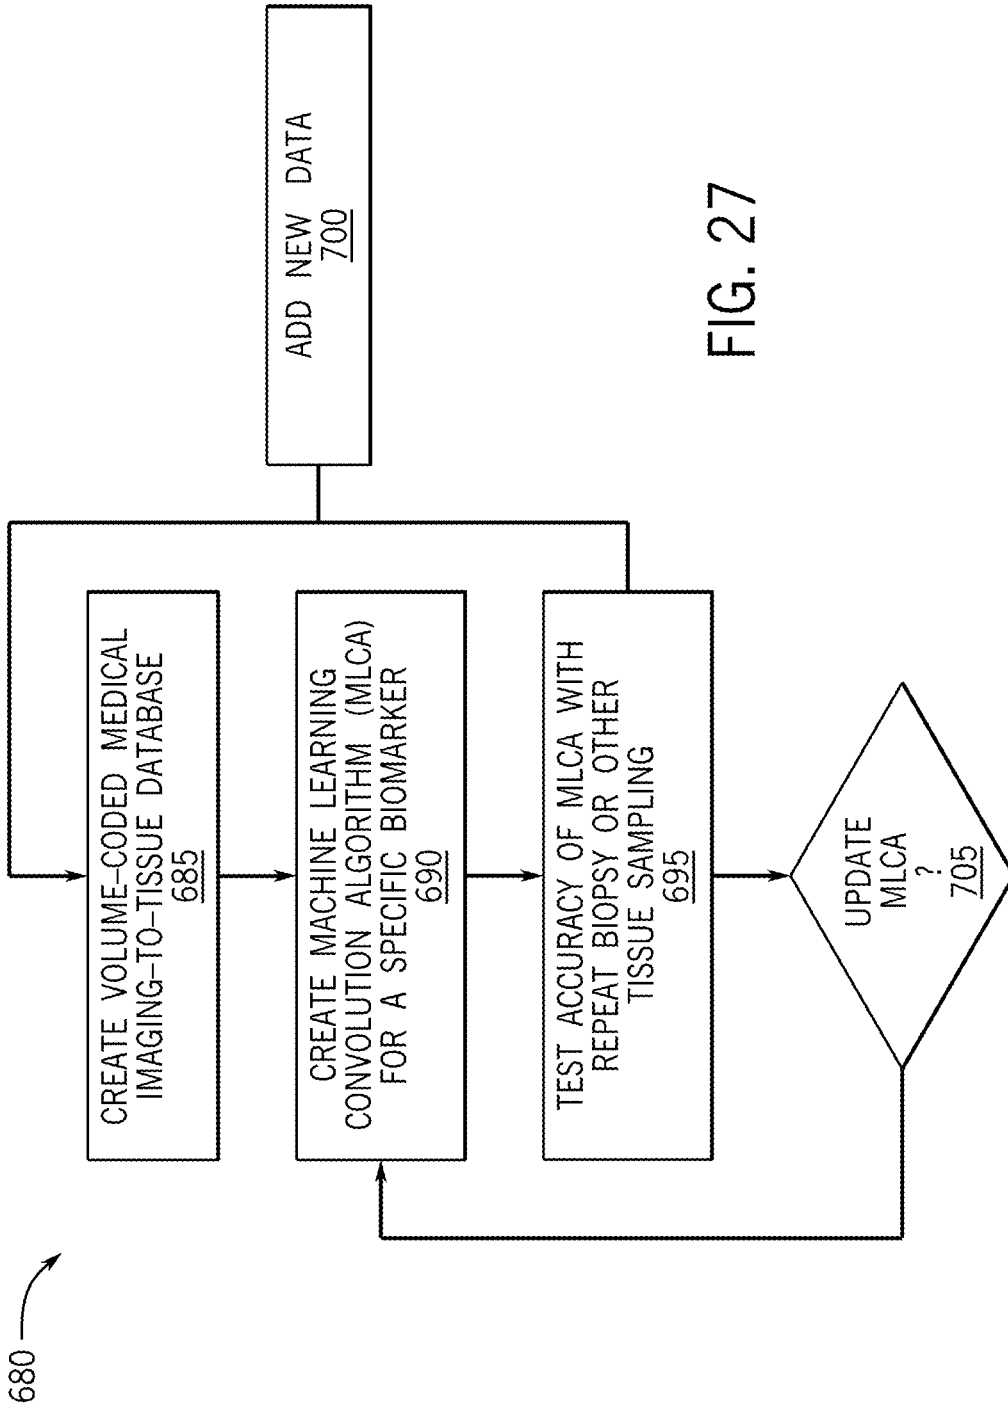 680
CREATE VOLUME-CODED MEDICAL
IMAGING-TO-TISSUE DATABASE
685
CREATE MACHINE LEARNING
CONVOLUTION ALGORITHM (MLCA)
FOR A SPECIFIC BIOMARKER
690
TEST ACCURACY OF MLCA WITH
REPEAT BIOPSY OR OTHER
TISSUE SAMPLING
695
UPDATE
MLCA
?
705
ADD NEW DATA
700
FIG. 27